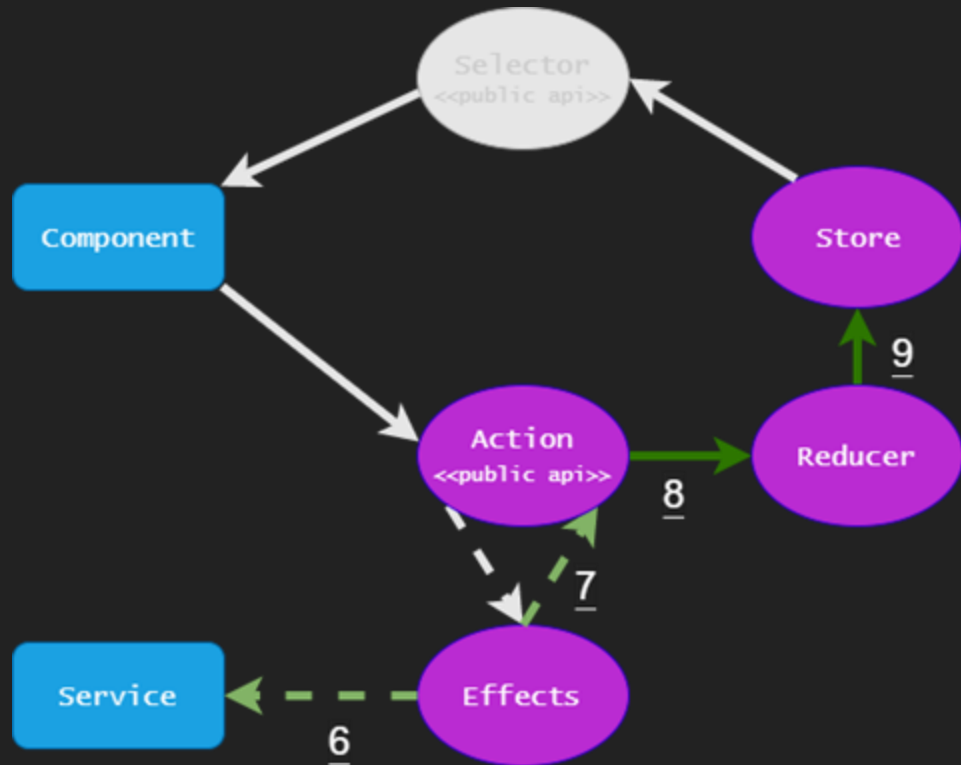 Selector
<<public api>>
Component
Store
9
Action
<<public api>>
Reducer
8
7
Service
Effects
6